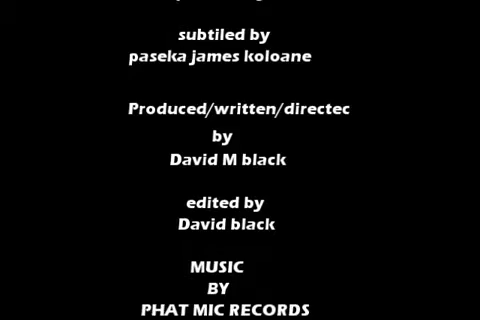 subtiled by
paseka james koloane
Produced/written/directec
by
David M black
edited by
David black
MUSIC
BY
PHAT MIC RECORDS